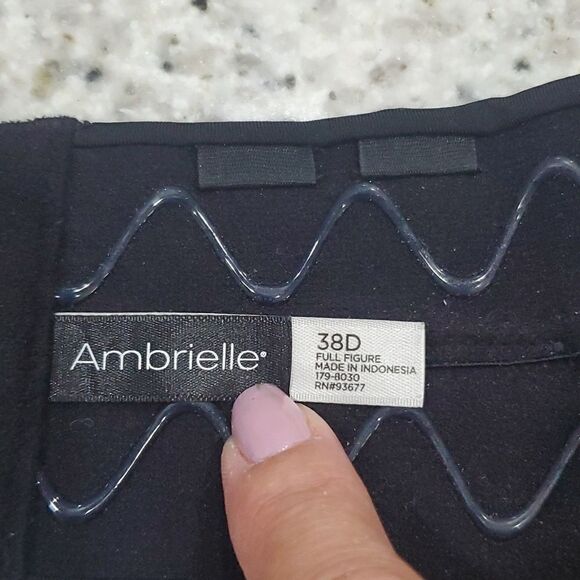 Ambrielle®
38D
FULL FIGURE
MADE IN INDONESIA
179-8030
RN#93677